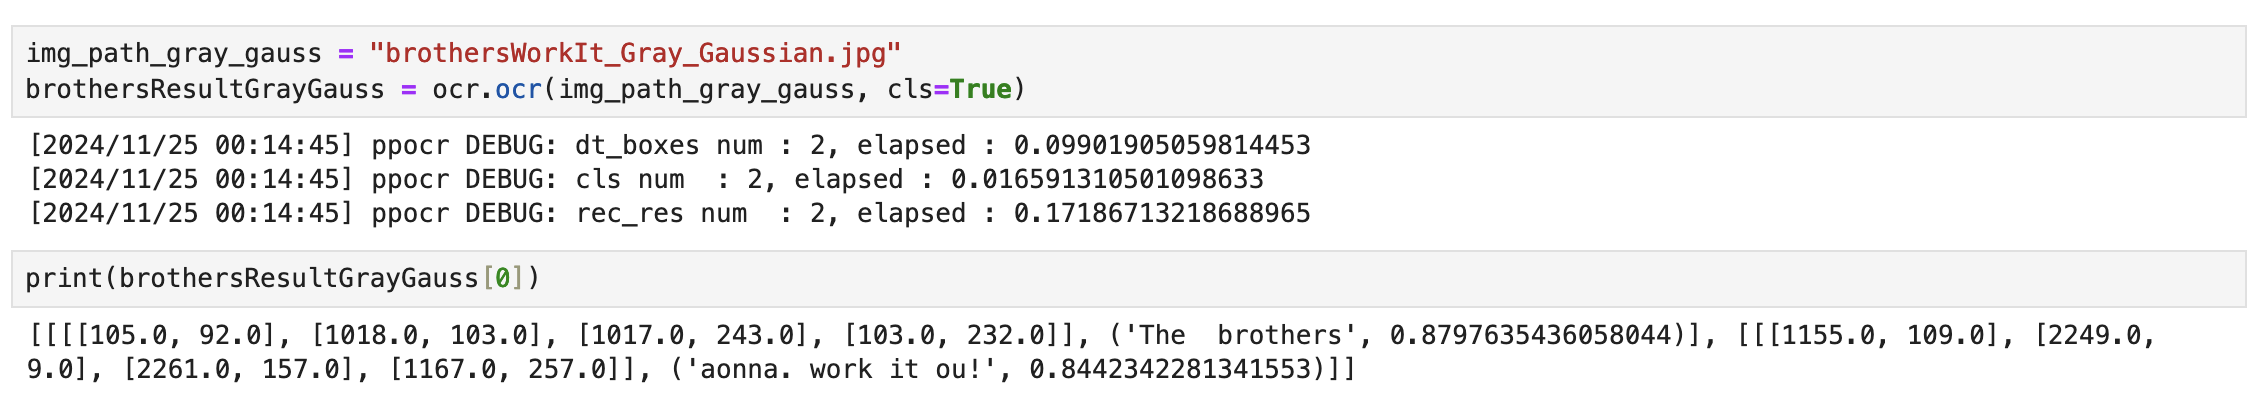 img_path_gray_gauss = "brothersWorkIt_Gray_Gaussian.jpg"
brothersResultGrayGauss = ocr.ocr(img_path_gray_gauss, cls=True)
[2024/11/25 00:14:45] ppocr DEBUG: dt_boxes num : 2, elapsed : 0.09901905059814453
[2024/11/25 00:14:45] ppocr DEBUG: cls num  : 2, elapsed : 0.016591310501098633
[2024/11/25 00:14:45] ppocr DEBUG: rec_res num  : 2, elapsed : 0.17186713218688965
print(brothersResultGrayGauss[0])
[[[[105.0, 92.0], [1018.0, 103.0], [1017.0, 243.0], [103.0, 232.0]], ('The  brothers', 0.8797635436058044)], [[[1155.0, 109.0], [2249.0,
9.0], [2261.0, 157.0], [1167.0, 257.0]], ('aonna. work it ou!', 0.8442342281341553)]]